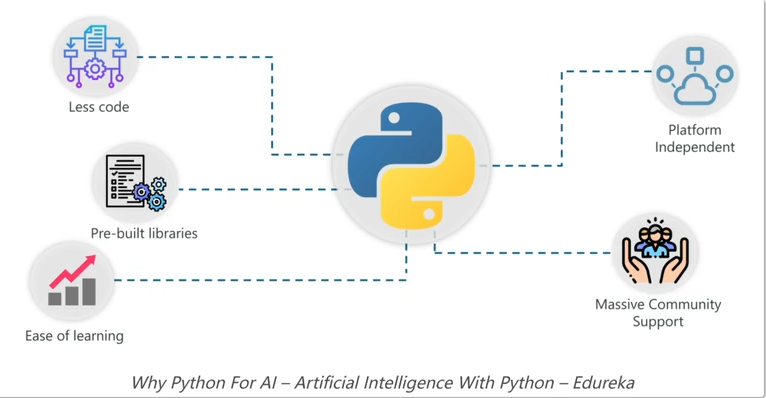 Less code
Pre-built libraries
Ease of learning
Platform
Independent
Massive Community
Support
Why Python For AI – Artificial Intelligence With Python – Edureka